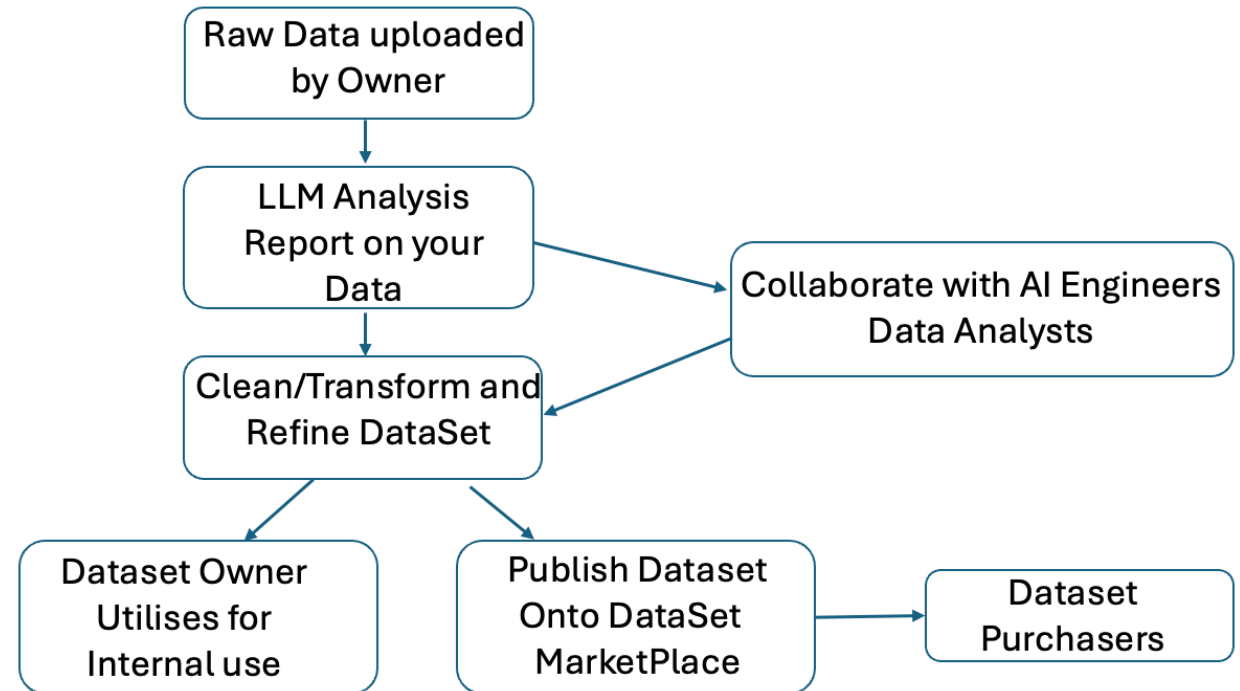 Raw Data uploaded
by Owner
LLM Analysis
Report on your
Data
Collaborate with AI Engineers
Data Analysts
Clean/Transform and
Refine DataSet
Dataset Owner
Utilises for
Internal use
Publish Dataset
Onto DataSet
MarketPlace
Dataset
Purchasers